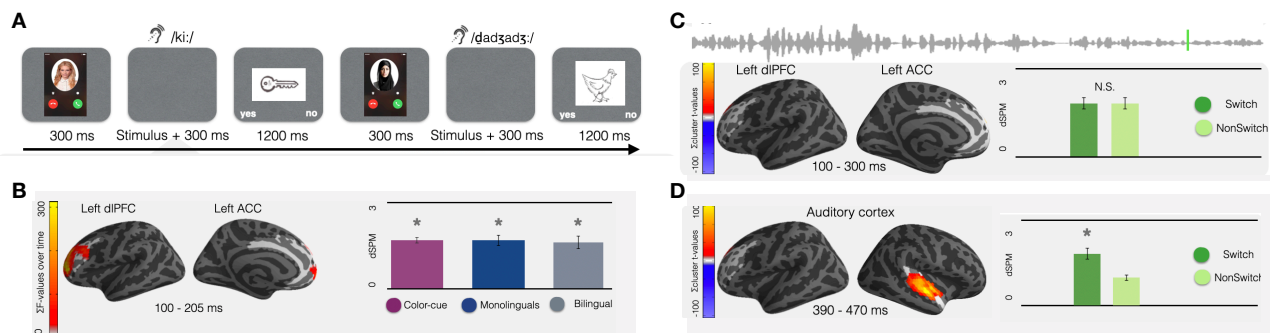 A
/ki:/
/d̪adʒadʒ:/
yes no
yes no
300 ms Stimulus + 300 ms 1200 ms 300 ms Stimulus + 300 ms 1200 ms
B
Left dlPFC Left ACC
300
ΣF-values over time
0
100 - 205 ms
3
dSPM
0
* * *
Color-cue Monolinguals Bilingual
C
100
Σcluster t-values
-100
Left dlPFC Left ACC
100 - 300 ms
3
dSPM
0
N.S.
Switch
NonSwitch
D
100
Σcluster t-values
-100
Auditory cortex
390 - 470 ms
3
dSPM
0
*
Switch
NonSwitch